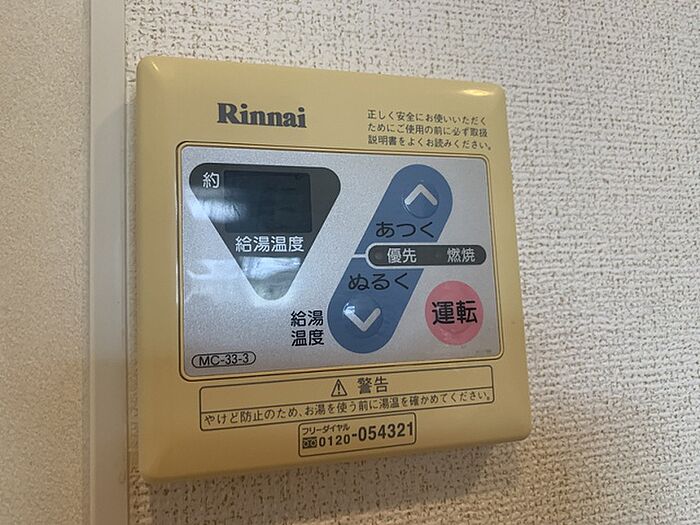 Rinnai
正しく安全にお使いいただく
ためにご使用の前に必ず取扱
説明書をよくお読みください。
約
給湯温度
あつく
優先 燃焼
ぬるく
給湯
温度
運転
MC-33-3
警告
やけど防止のため、お湯を使う前に湯温を確かめてください。
フリーダイヤル
0120-054321